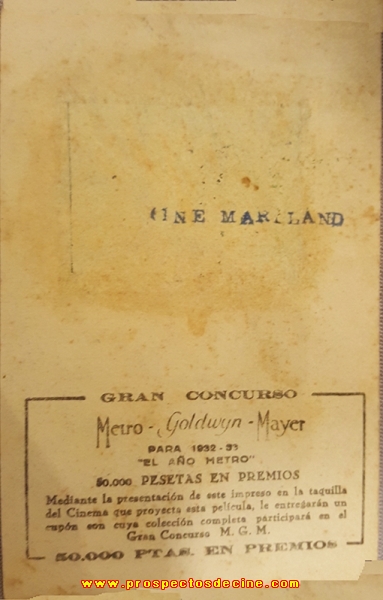 CINE MARYLAND
GRAN CONCURSO
Metro - Goldwyn - Mayer
PARA 1932-33
"EL AÑO METRO"
50.000 PESETAS EN PREMIOS
Mediante la presentación de este impreso en la taquilla
del Cinema que proyecte esta película, le entregarán un
cupón con cuya colección completa participará en el
Gran Concurso M. G. M.
50.000 PTAS. EN PREMIOS
www.prospectosdecine.com